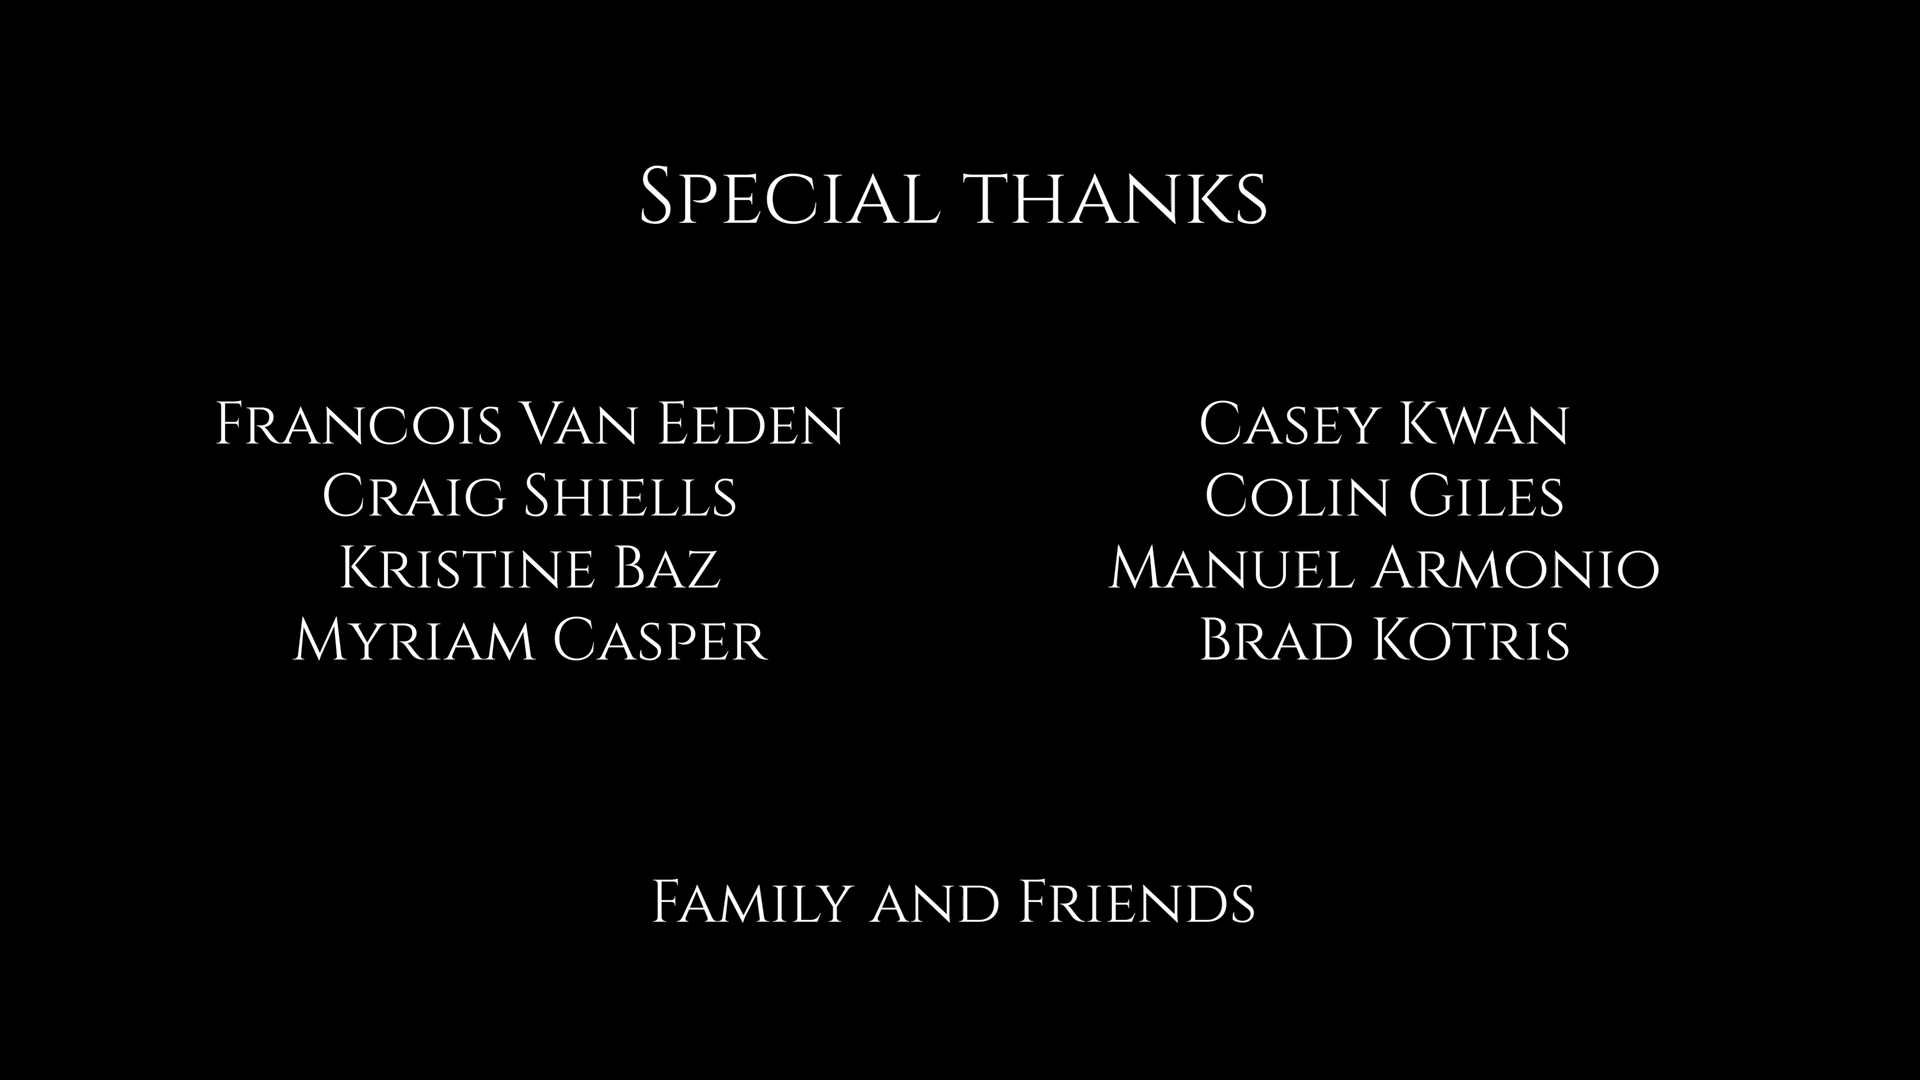 Special thanks
Francois Van Eeden
Craig Shiells
Kristine Baz
Myriam Casper
Casey Kwan
Colin Giles
Manuel Armonio
Brad Kotris
Family and Friends